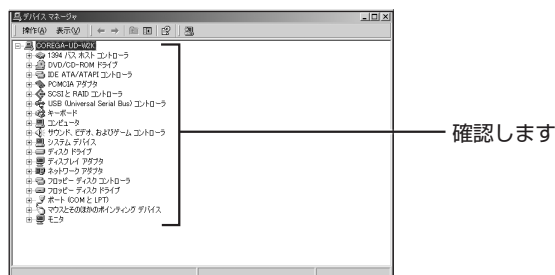 デバイス マネージャ
操作(A) 表示(V)
COREGA-UD-W2K
1394 バス ホスト コントローラ
DVD/CD-ROM ドライブ
IDE ATA/ATAPI コントローラ
PCMCIA アダプタ
SCSI と RAID コントローラ
USB (Universal Serial Bus) コントローラ
キーボード
コンピュータ
サウンド、ビデオ、およびゲーム コントローラ
システム デバイス
ディスク ドライブ
ディスプレイ アダプタ
ネットワーク アダプタ
フロッピー ディスク コントローラ
フロッピー ディスク ドライブ
ポート (COM と LPT)
マウスとそのほかのポインティング デバイス
モニタ
確認します